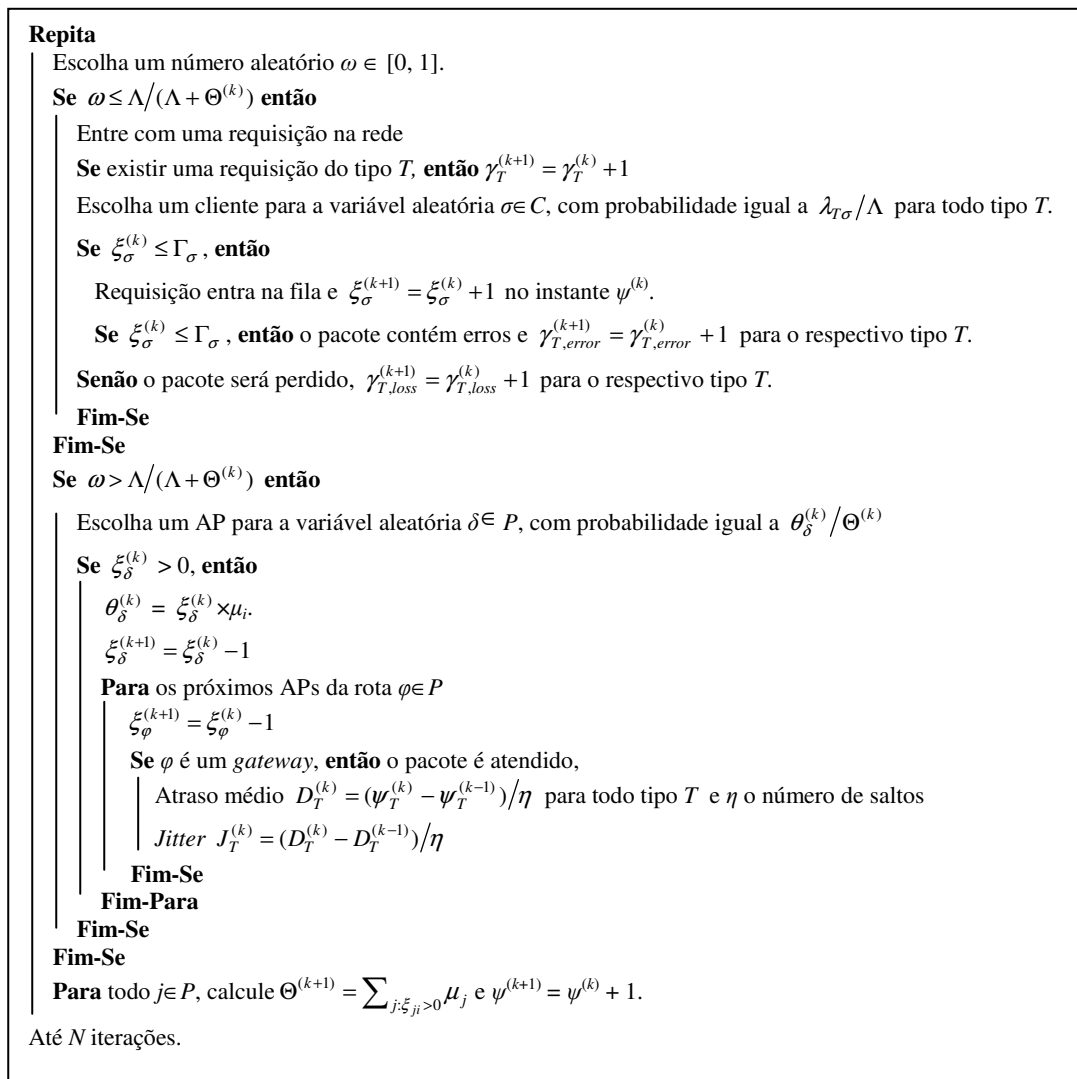 Repita
Escolha um número aleatório ω ∈ [0, 1].
Se ω ≤ Λ/(Λ + Θ^(k)) então
Entre com uma requisição na rede
Se existir uma requisição do tipo T, então γ_T^(k+1) = γ_T^(k) + 1
Escolha um cliente para a variável aleatória σ∈C, com probabilidade igual a λ_Tσ/Λ para todo tipo T.
Se ξ_σ^(k) ≤ Γ_σ , então
Requisição entra na fila e ξ_σ^(k+1) = ξ_σ^(k) + 1 no instante ψ^(k).
Se ξ_σ^(k) ≤ Γ_σ , então o pacote contém erros e γ_T,error^(k+1) = γ_T,error^(k) + 1 para o respectivo tipo T.
Senão o pacote será perdido, γ_T,loss^(k+1) = γ_T,loss^(k) + 1 para o respectivo tipo T.
Fim-Se
Fim-Se
Se ω > Λ/(Λ + Θ^(k)) então
Escolha um AP para a variável aleatória δ∈ P, com probabilidade igual a θ_δ^(k)/Θ^(k)
Se ξ_δ^(k) > 0, então
θ_δ^(k) = ξ_δ^(k) ×μ_i.
ξ_δ^(k+1) = ξ_δ^(k) − 1
Para os próximos APs da rota φ∈P
ξ_φ^(k+1) = ξ_φ^(k) − 1
Se φ é um gateway, então o pacote é atendido,
Atraso médio D_T^(k) = (ψ_T^(k) − ψ_T^(k−1))/η para todo tipo T e η o número de saltos
Jitter J_T^(k) = (D_T^(k) − D_T^(k−1))/η
Fim-Se
Fim-Para
Fim-Se
Fim-Se
Para todo j∈P, calcule Θ^(k+1) = ∑_j:ξ_ji>0 μ_j e ψ^(k+1) = ψ^(k) + 1.
Até N iterações.